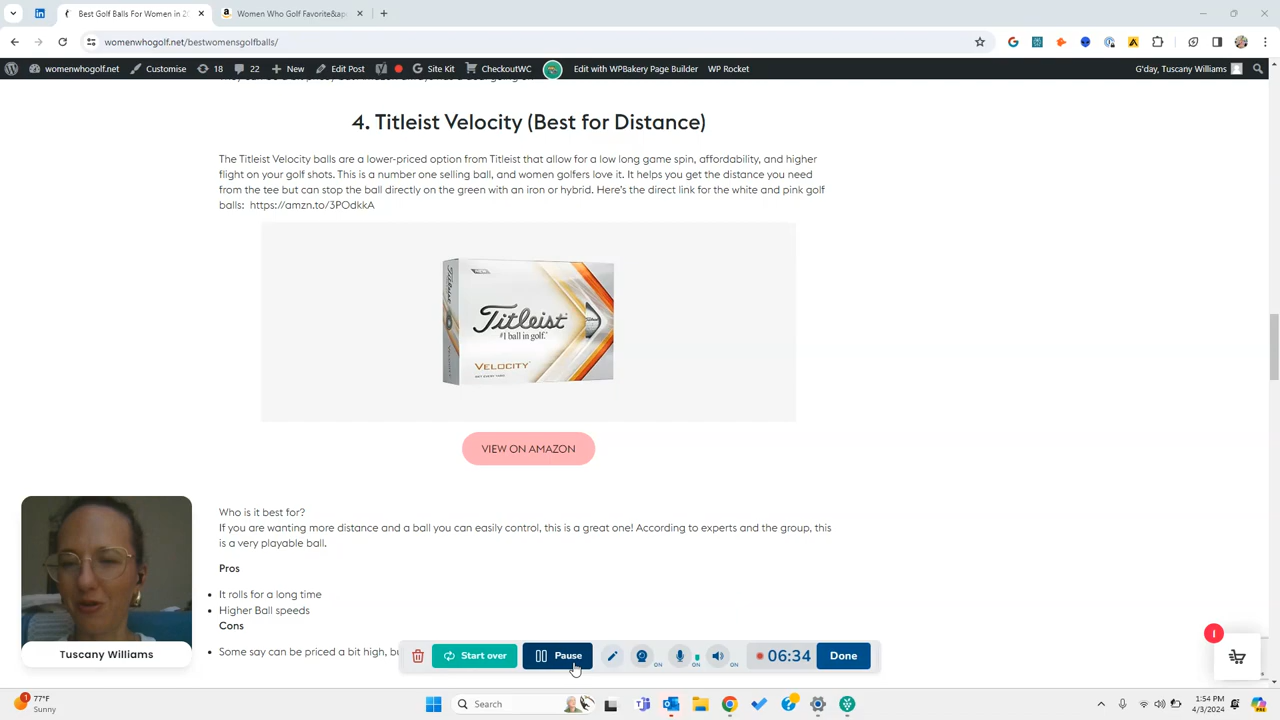 Best Golf Balls For Women in 20
Women Who Golf Favorite&ap
womenwhogolf.net/bestwomensgolfballs/
womenwhogolf.net
Customise
18
22
New
Edit Post
Site Kit
CheckoutWC
Edit with WPBakery Page Builder
WP Rocket
G'day, Tuscany Williams
4. Titleist Velocity (Best for Distance)
The Titleist Velocity balls are a lower-priced option from Titleist that allow for a low long game spin, affordability, and higher
flight on your golf shots. This is a number one selling ball, and women golfers love it. It helps you get the distance you need
from the tee but can stop the ball directly on the green with an iron or hybrid. Here's the direct link for the white and pink golf
balls: https://amzn.to/3POdkkA
Titleist
Titleist
#1 ball in golf.
VELOCITY
VIEW ON AMAZON
Who is it best for?
If you are wanting more distance and a ball you can easily control, this is a great one! According to experts and the group, this
is a very playable ball.
Pros
It rolls for a long time
Higher Ball speeds
Cons
Some say can be priced a bit high, bu
Tuscany Williams
Start over
Pause
ON
ON
ON
06:34
Done
1
1
77°F
Sunny
Search
1:54 PM
4/3/2024